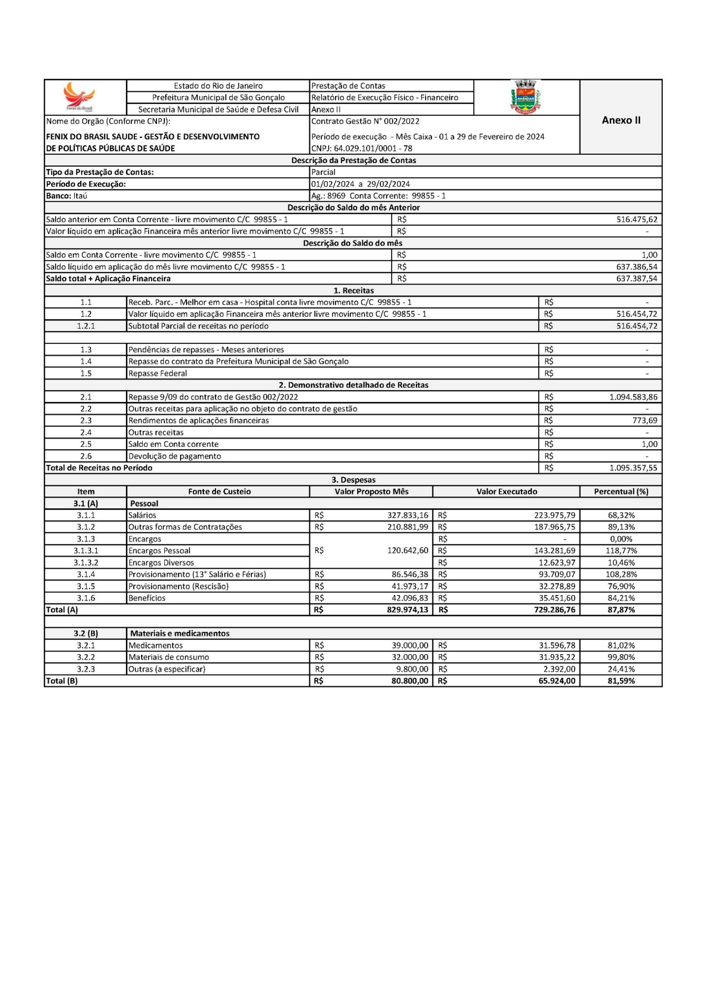 Fenix do Brasil
Saúde
Estado do Rio de Janeiro
Prestação de Contas
Prefeitura Municipal de São Gonçalo
Relatório de Execução Físico - Financeiro
Secretaria Municipal de Saúde e Defesa Civil
Anexo II
SÃO GONÇALO
Anexo II
Nome do Orgão (Conforme CNPJ):
Contrato Gestão N° 002/2022
FENIX DO BRASIL SAUDE - GESTÃO E DESENVOLVIMENTO
DE POLÍTICAS PÚBLICAS DE SAÚDE
Período de execução - Mês Caixa - 01 a 29 de Fevereiro de 2024
CNPJ: 64.029.101/0001 - 78
Descrição da Prestação de Contas
Tipo da Prestação de Contas: Parcial
Período de Execução: 01/02/2024 a 29/02/2024
Banco: Itaú Ag.: 8969 Conta Corrente: 99855 - 1
Descrição do Saldo do mês Anterior
Saldo anterior em Conta Corrente - livre movimento C/C 99855 - 1 R$ 516.475,62
Valor líquido em aplicação Financeira mês anterior livre movimento C/C 99855 - 1 R$ -
Descrição do Saldo do mês
Saldo em Conta Corrente - livre movimento C/C 99855 - 1 R$ 1,00
Saldo líquido em aplicação do mês livre movimento C/C 99855 - 1 R$ 637.386,54
Saldo total + Aplicação Financeira R$ 637.387,54
1. Receitas
1.1 Receb. Parc. - Melhor em casa - Hospital conta livre movimento C/C 99855 - 1 R$ -
1.2 Valor líquido em aplicação Financeira mês anterior livre movimento C/C 99855 - 1 R$ 516.454,72
1.2.1 Subtotal Parcial de receitas no período R$ 516.454,72
1.3 Pendências de repasses - Meses anteriores R$ -
1.4 Repasse do contrato da Prefeitura Municipal de São Gonçalo R$ -
1.5 Repasse Federal R$ -
2. Demonstrativo detalhado de Receitas
2.1 Repasse 9/09 do contrato de Gestão 002/2022 R$ 1.094.583,86
2.2 Outras receitas para aplicação no objeto do contrato de gestão R$ -
2.3 Rendimentos de aplicações financeiras R$ 773,69
2.4 Outras receitas R$ -
2.5 Saldo em Conta corrente R$ 1,00
2.6 Devolução de pagamento R$ -
Total de Receitas no Período R$ 1.095.357,55
3. Despesas
Item Fonte de Custeio Valor Proposto Mês Valor Executado Percentual (%)
3.1 (A) Pessoal
3.1.1 Salários R$ 327.833,16 R$ 223.975,79 68,32%
3.1.2 Outras formas de Contratações R$ 210.881,99 R$ 187.965,75 89,13%
3.1.3 Encargos R$ - 0,00%
3.1.3.1 Encargos Pessoal R$ 120.642,60 R$ 143.281,69 118,77%
3.1.3.2 Encargos Diversos R$ 12.623,97 10,46%
3.1.4 Provisionamento (13° Salário e Férias) R$ 86.546,38 R$ 93.709,07 108,28%
3.1.5 Provisionamento (Rescisão) R$ 41.973,17 R$ 32.278,89 76,90%
3.1.6 Benefícios R$ 42.096,83 R$ 35.451,60 84,21%
Total (A) R$ 829.974,13 R$ 729.286,76 87,87%
3.2 (B) Materiais e medicamentos
3.2.1 Medicamentos R$ 39.000,00 R$ 31.596,78 81,02%
3.2.2 Materiais de consumo R$ 32.000,00 R$ 31.935,22 99,80%
3.2.3 Outras (a especificar) R$ 9.800,00 R$ 2.392,00 24,41%
Total (B) R$ 80.800,00 R$ 65.924,00 81,59%